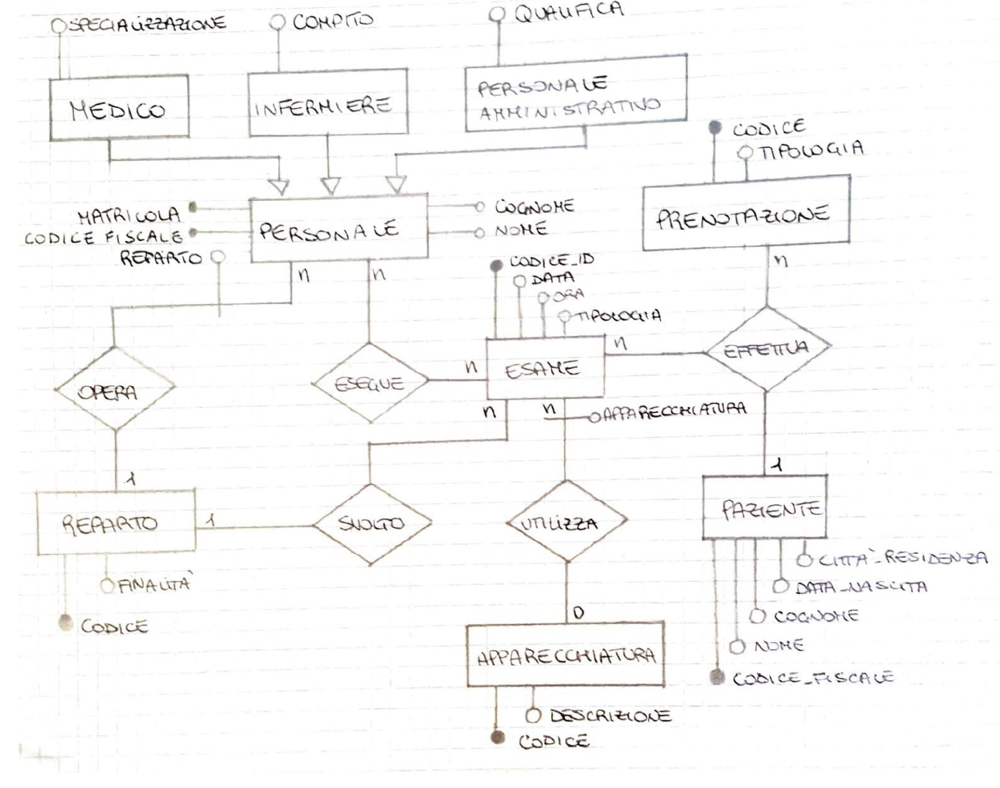 SPECIALIZZAZIONE
COMPITO
QUALIFICA
MEDICO
INFERMIERE
PERSONALE
AMMINISTRATIVO
CODICE
TIPOLOGIA
MATRICOLA
CODICE FISCALE
REPARTO
PERSONALE
COGNOME
NOME
PRENOTAZIONE
n
n
n
CODICE_ID
DATA
ORA
TIPOLOGIA
OPERA
ESEGUE
n
ESAME
n
EFFETTUA
n
n
APPARECCHIATURA
1
1
REPARTO
1
SVOLTO
UTILIZZA
PAZIENTE
FINALITÀ
CODICE
CITTÀ_RESIDENZA
DATA_NASCITA
COGNOME
NOME
CODICE_FISCALE
0
APPARECCHIATURA
DESCRIZIONE
CODICE